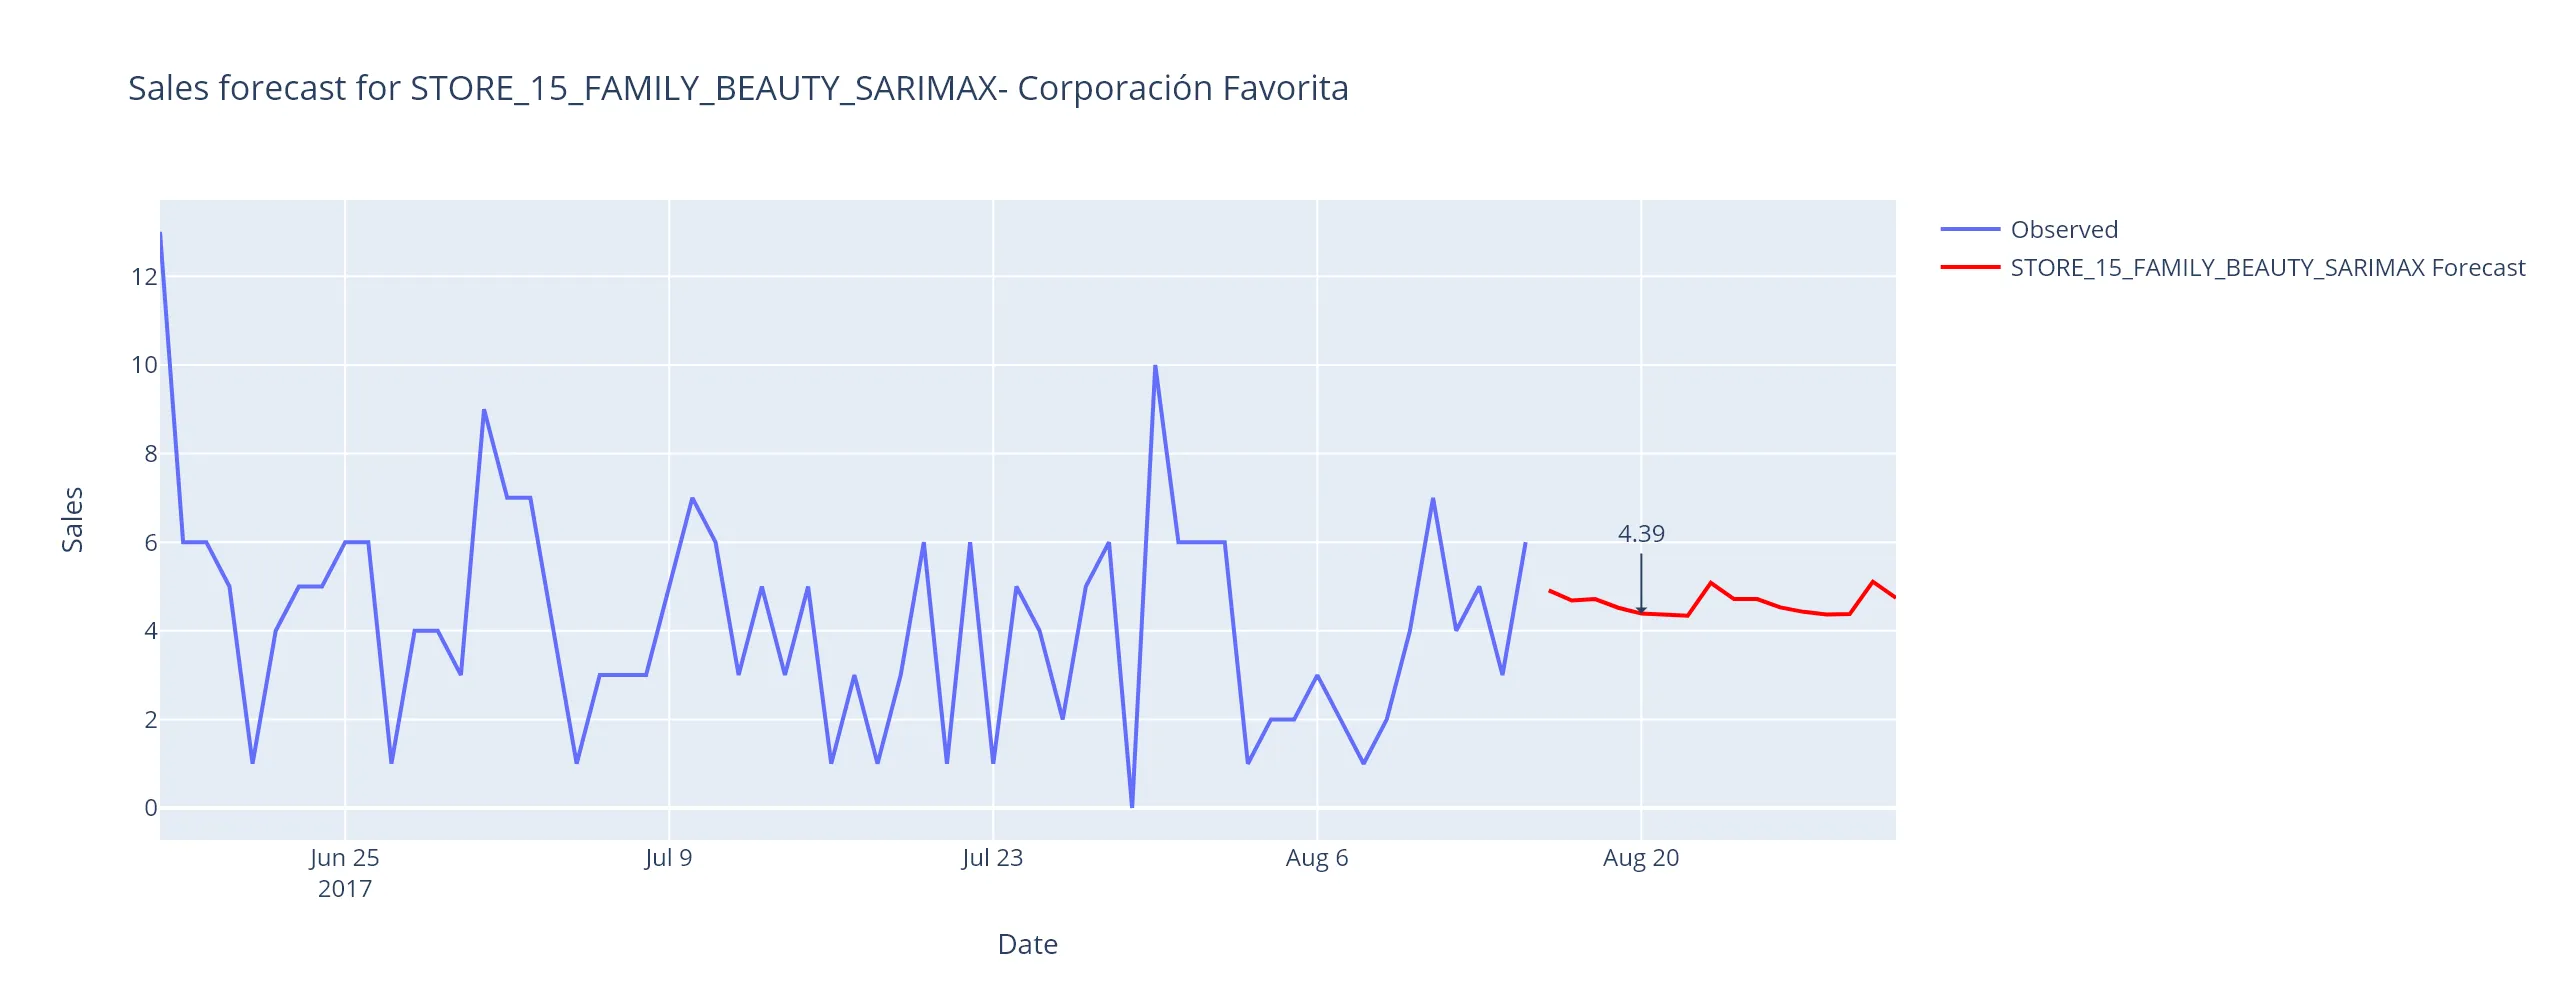 Sales forecast for STORE_15_FAMILY_BEAUTY_SARIMAX- Corporación Favorita
Observed
STORE_15_FAMILY_BEAUTY_SARIMAX Forecast
12
10
8
6
4
2
0
Sales
4.39
Jun 25
2017
Jul 9
Jul 23
Aug 6
Aug 20
Date